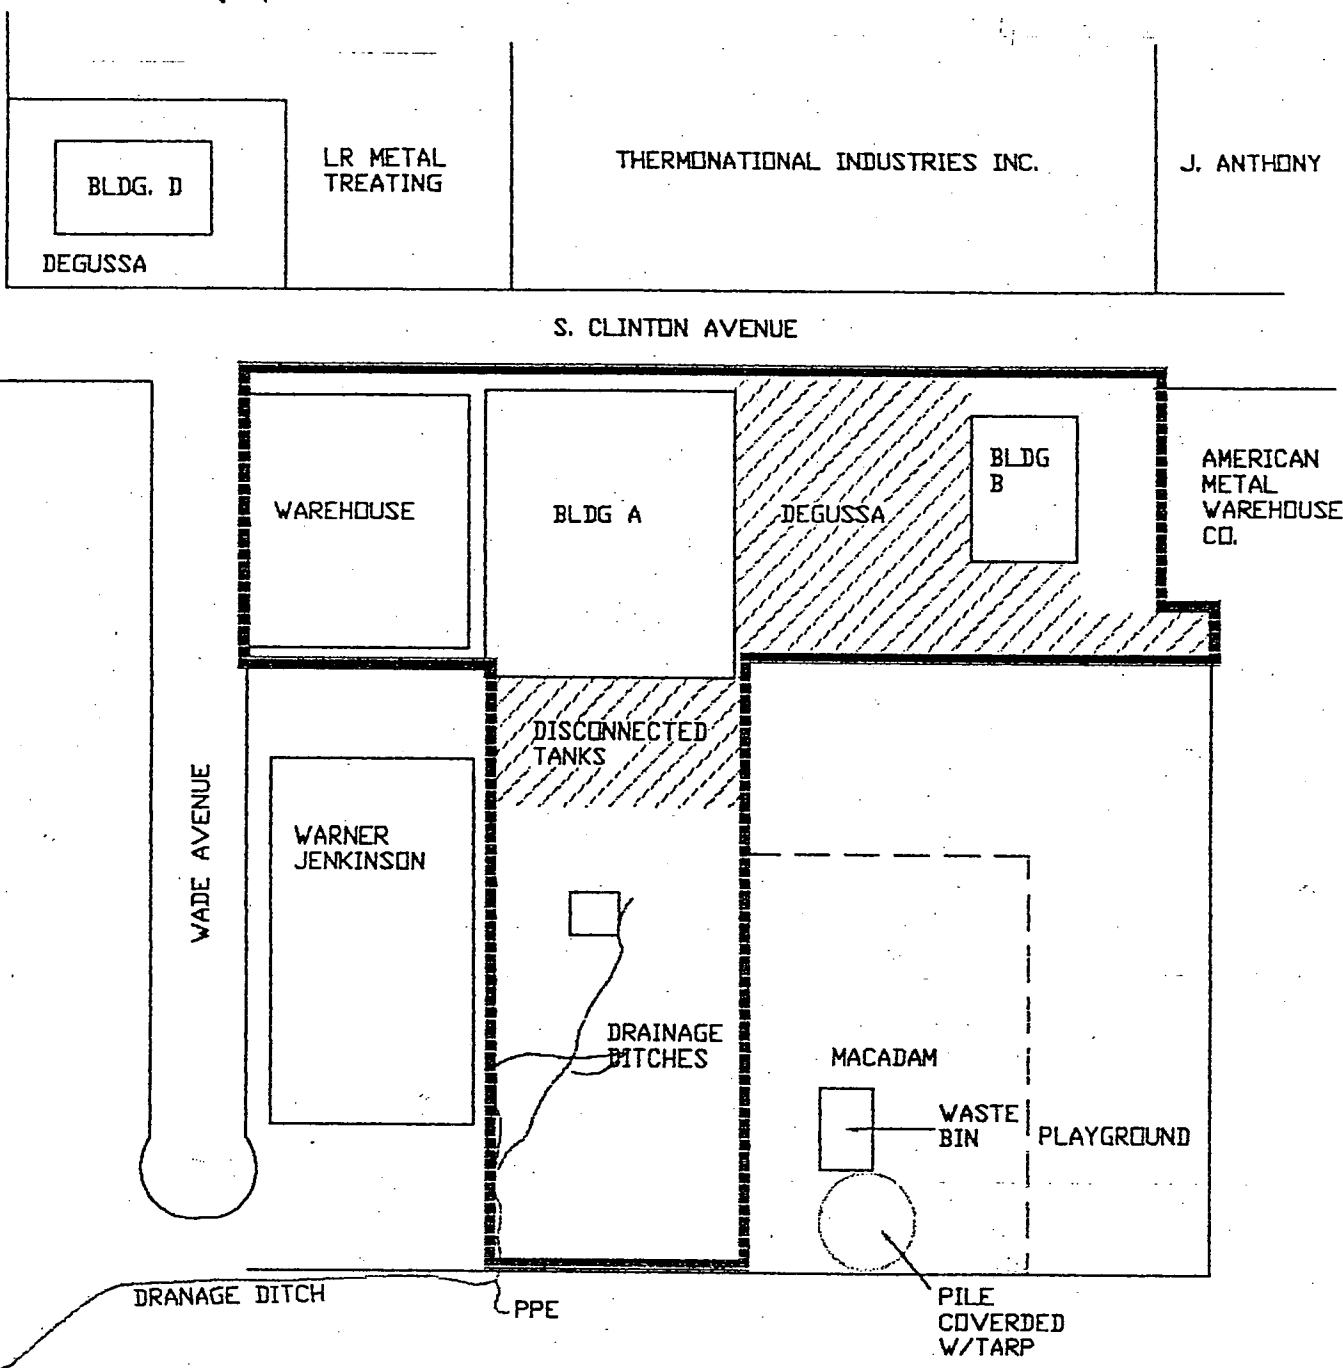 LR METAL
TREATING
THERMONATIONAL INDUSTRIES INC.
J. ANTHONY
BLDG. D
DEGUSSA
S. CLINTON AVENUE
WAREHOUSE
BLDG A
DEGUSSA
BLDG
B
AMERICAN
METAL
WAREHOUSE
CO.
DISCONNECTED
TANKS
WADE AVENUE
WARNER
JENKINSON
DRAINAGE
DITCHES
MACADAM
WASTE
BIN
PLAYGROUND
DRANAGE DITCH
PPE
PILE
COVERDED
W/TARP